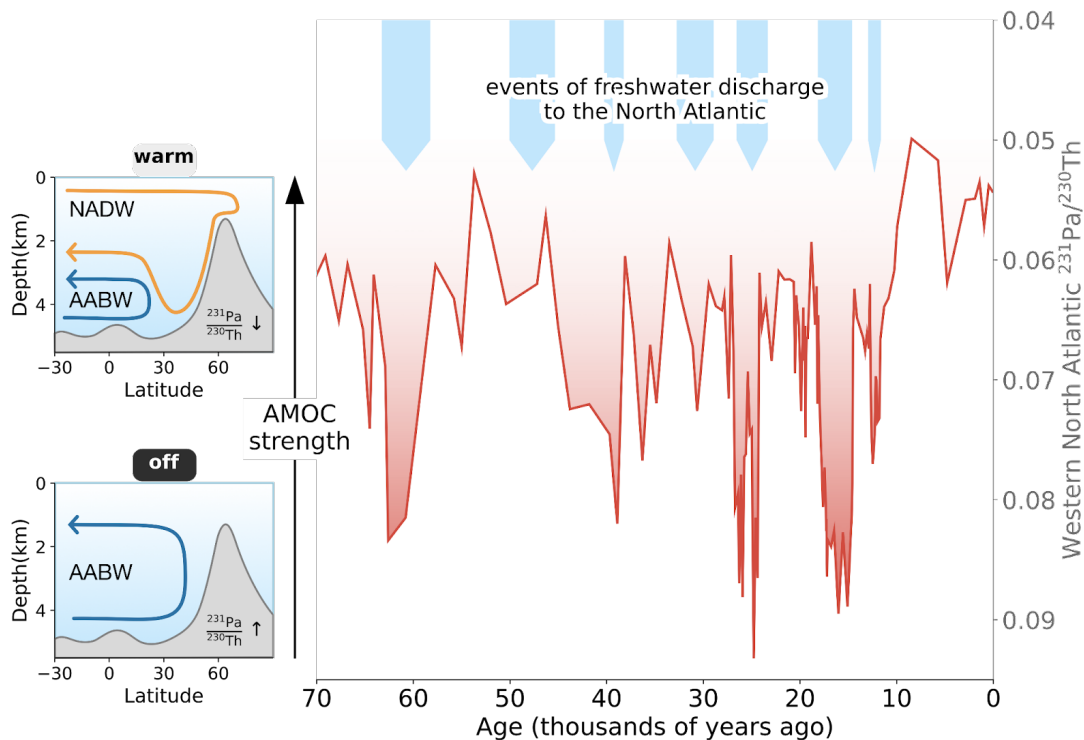 events of freshwater discharge
to the North Atlantic
warm
0
2
4
Depth(km)
NADW
AABW
231Pa
230Th ↓
−30 0 30 60
Latitude
AMOC
strength
off
0
2
4
Depth(km)
AABW
231Pa
230Th ↑
−30 0 30 60
Latitude
70 60 50 40 30 20 10 0
Age (thousands of years ago)
0.04
0.05
0.06
0.07
0.08
0.09
Western North Atlantic ²³¹Pa/²³⁰Th